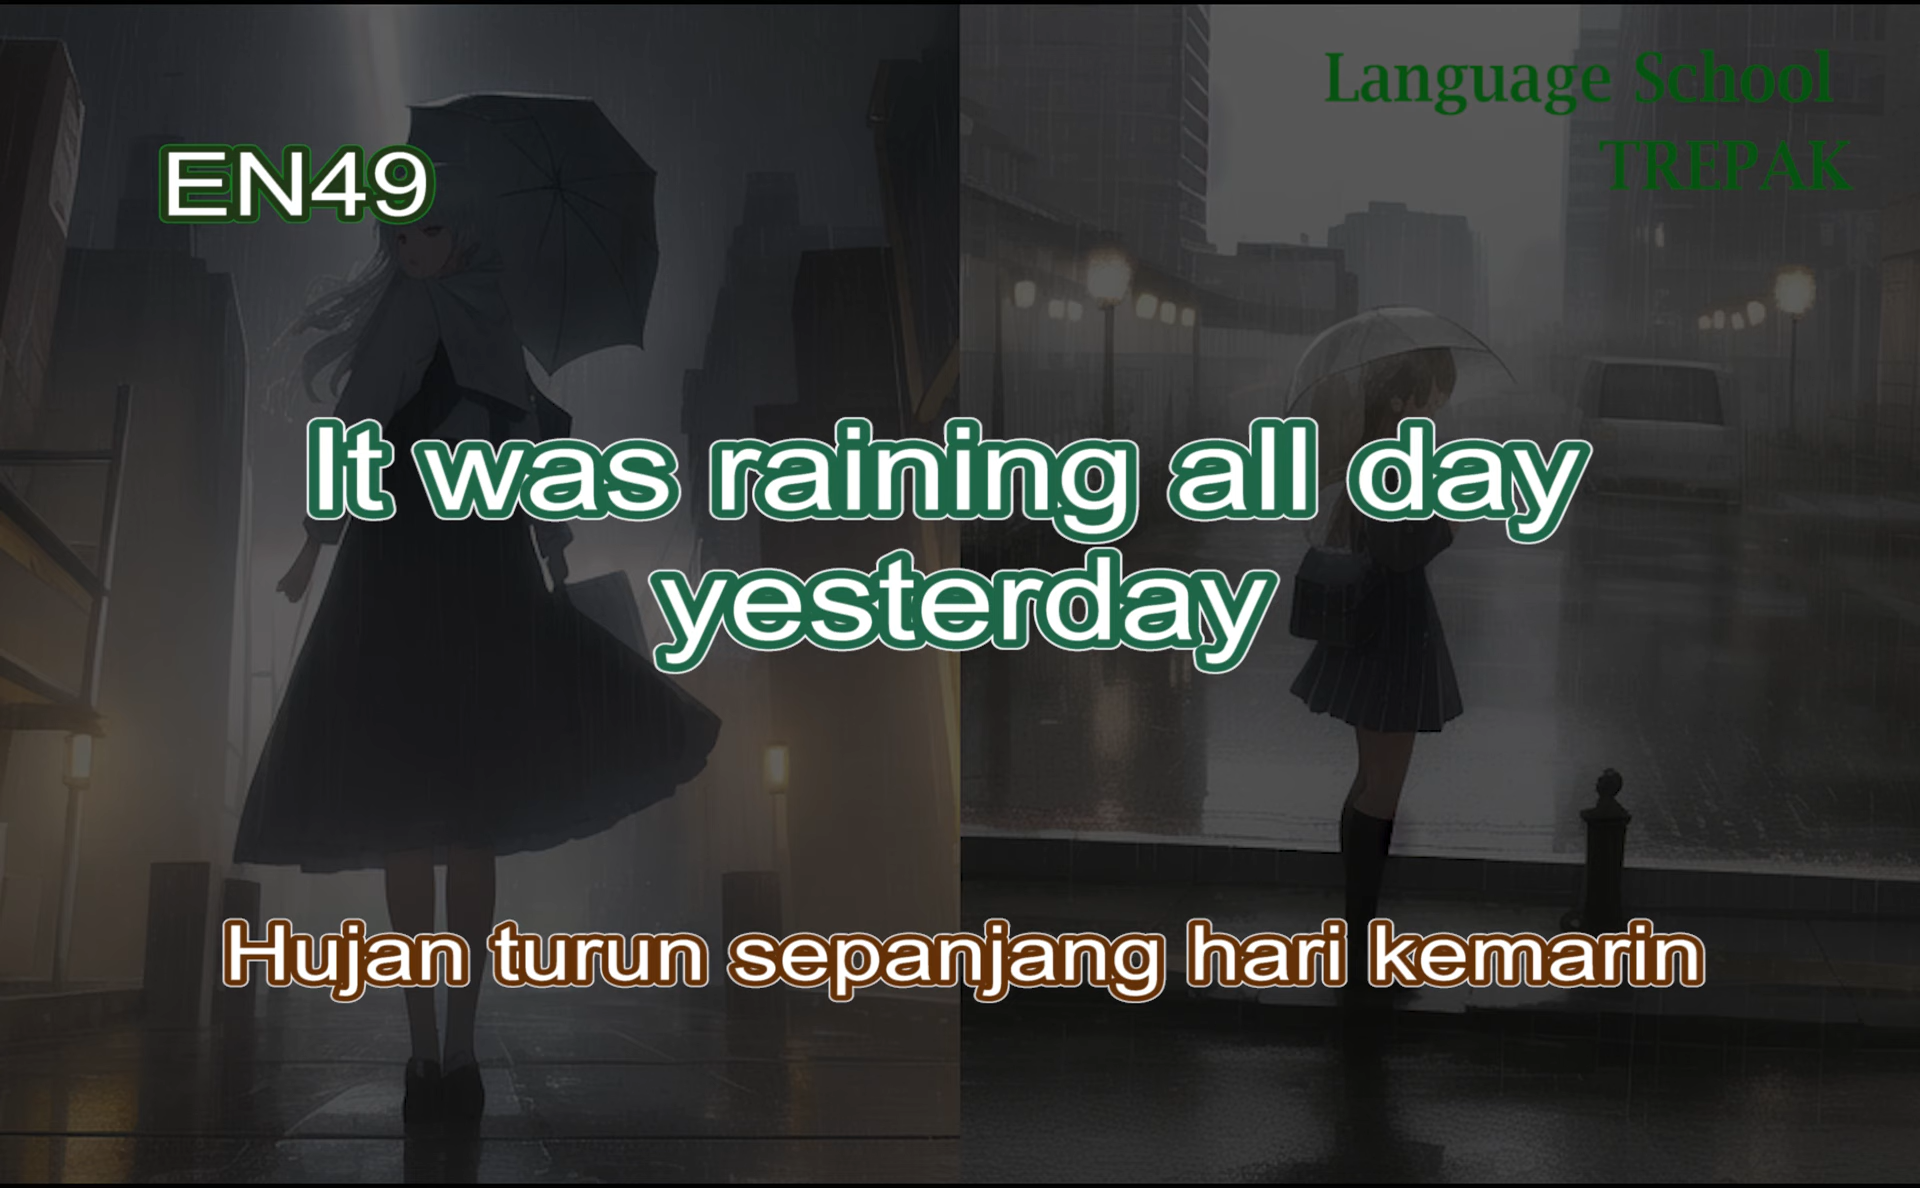 Language School
TREPAK
EN49
It was raining all day
yesterday
Hujan turun sepanjang hari kemarin